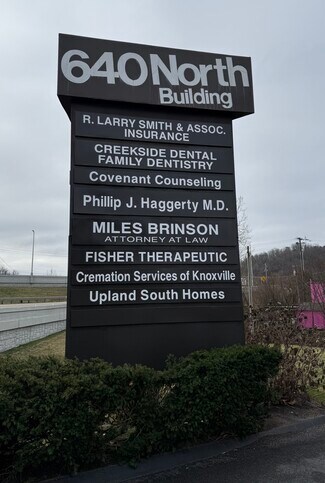 640 North
Building
R. LARRY SMITH & ASSOC.
INSURANCE
CREEKSIDE DENTAL
FAMILY DENTISTRY
Covenant Counseling
Phillip J. Haggerty M.D.
MILES BRINSON
ATTORNEY AT LAW
FISHER THERAPEUTIC
Cremation Services of Knoxville
Upland South Homes